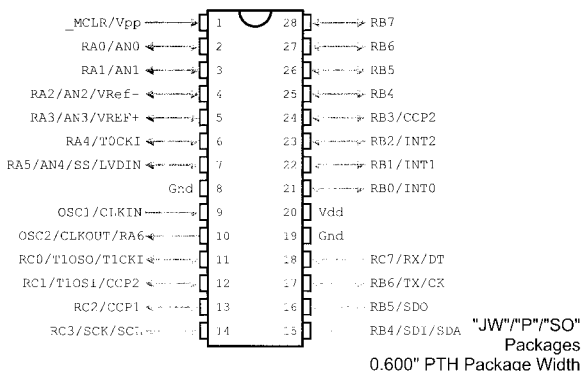 _MCLR/Vpp 1 28 RB7
RA0/AN0 2 27 RB6
RA1/AN1 3 26 RB5
RA2/AN2/VRef- 4 25 RB4
RA3/AN3/VREF+ 5 24 RB3/CCP2
RA4/T0CKI 6 23 RB2/INT2
RA5/AN4/SS/LVDIN 7 22 RB1/INT1
Gnd 8 21 RB0/INT0
OSC1/CLKIN 9 20 Vdd
OSC2/CLKOUT/RA6 10 19 Gnd
RC0/T1OSO/T1CKI 11 18 RC7/RX/DT
RC1/T1OSi/CCP2 12 17 RB6/TX/CK
RC2/CCP1 13 16 RB5/SDO
RC3/SCK/SCL 14 15 RB4/SDI/SDA
"JW"/"P"/"SO"
Packages
0.600" PTH Package Width